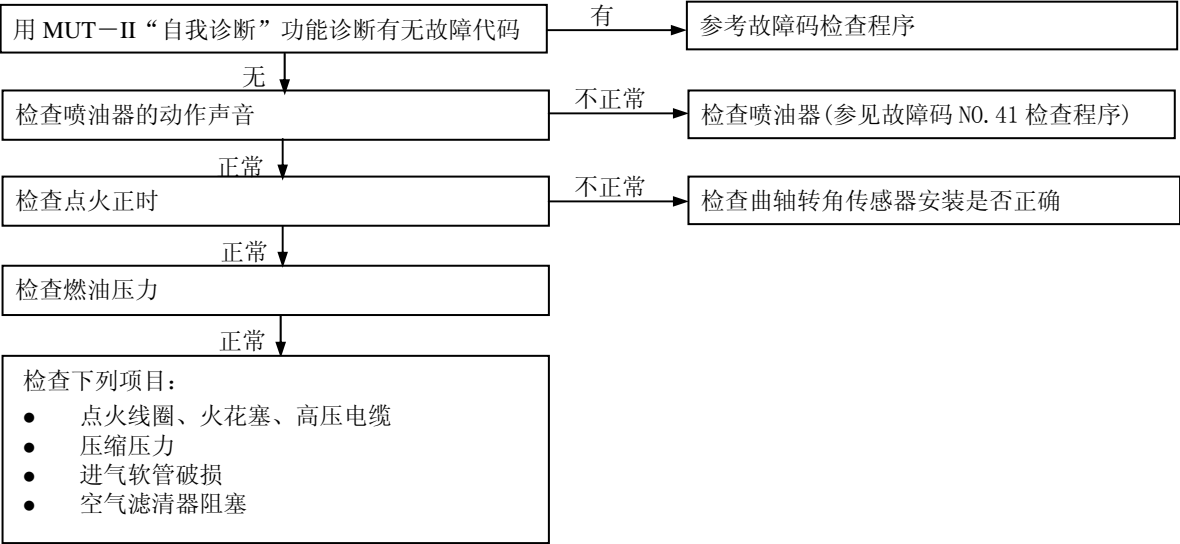 用 MUT－II“自我诊断”功能诊断有无故障代码
有
参考故障码检查程序
无
检查喷油器的动作声音
不正常
检查喷油器(参见故障码 NO.41 检查程序)
正常
检查点火正时
不正常
检查曲轴转角传感器安装是否正确
正常
检查燃油压力
正常
检查下列项目：
● 点火线圈、火花塞、高压电缆
● 压缩压力
● 进气软管破损
● 空气滤清器阻塞